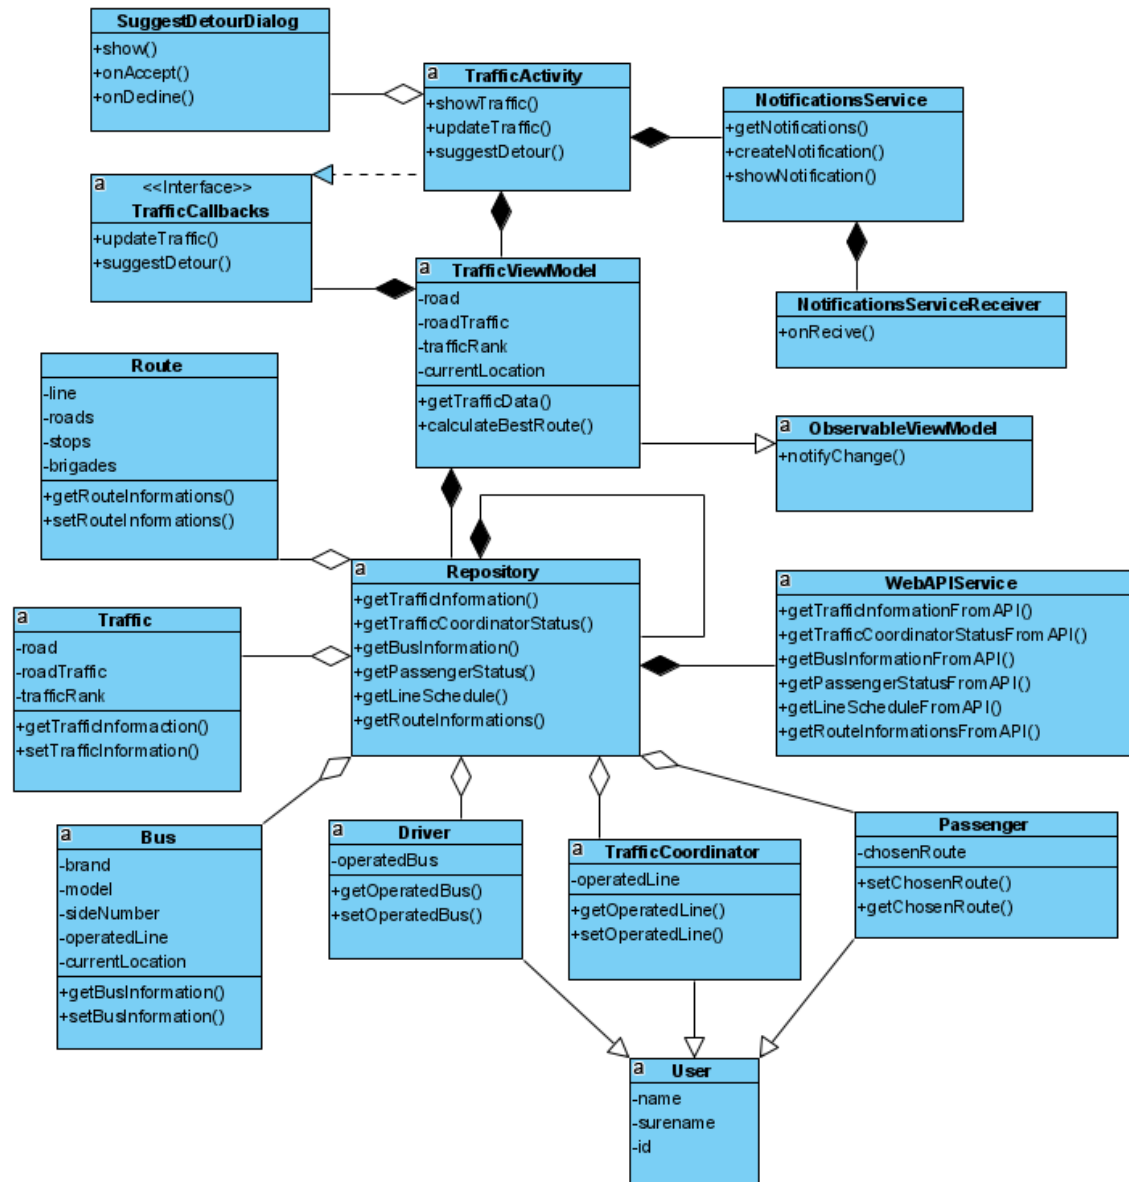 SuggestDetourDialog
+show()
+onAccept()
+onDecline()
a
TrafficActivity
+showTraffic()
+updateTraffic()
+suggestDetour()
NotificationsService
+getNotifications()
+createNotification()
+showNotification()
a
<<Interface>>
TrafficCallbacks
+updateTraffic()
+suggestDetour()
a
TrafficViewModel
-road
-roadTraffic
-trafficRank
-currentLocation
+getTrafficData()
+calculateBestRoute()
NotificationsServiceReceiver
+onRecive()
Route
-line
-roads
-stops
-brigades
+getRouteInformations()
+setRouteInformations()
a
ObservableViewModel
+notifyChange()
a
Repository
+getTrafficInformation()
+getTrafficCoordinatorStatus()
+getBusInformation()
+getPassengerStatus()
+getLineSchedule()
+getRouteInformations()
a
WebAPIService
+getTrafficInformationFromAPI()
+getTrafficCoordinatorStatusFromAPI()
+getBusInformationFromAPI()
+getPassengerStatusFromAPI()
+getLineScheduleFromAPI()
+getRouteInformationsFromAPI()
a
Traffic
-road
-roadTraffic
-trafficRank
+getTrafficInformaction()
+setTrafficInformation()
a
Bus
-brand
-model
-sideNumber
-operatedLine
-currentLocation
+getBusInformation()
+setBusInformation()
a
Driver
-operatedBus
+getOperatedBus()
+setOperatedBus()
a
TrafficCoordinator
-operatedLine
+getOperatedLine()
+setOperatedLine()
Passenger
-chosenRoute
+setChosenRoute()
+getChosenRoute()
a
User
-name
-surename
-id